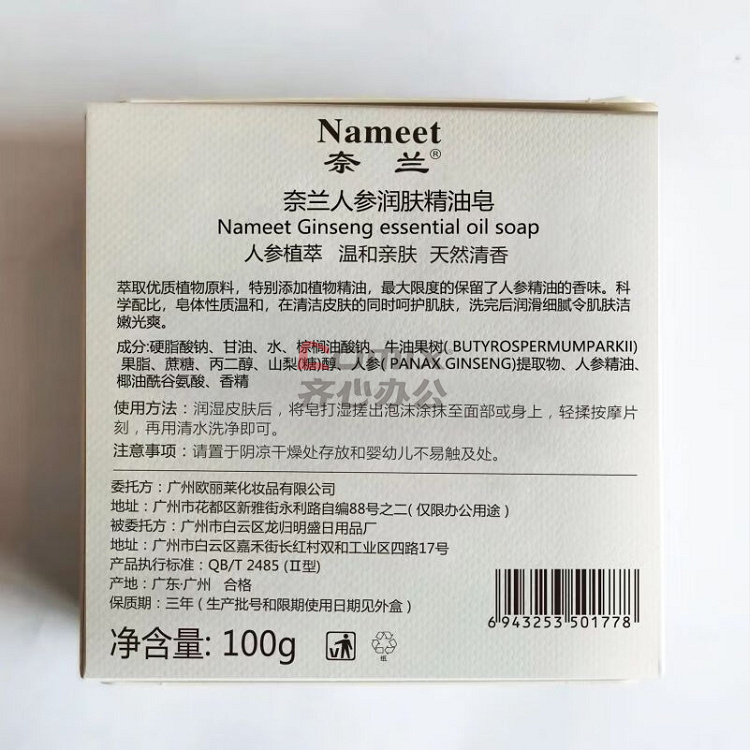 Nameet
奈兰®
奈兰人参润肤精油皂
Nameet Ginseng essential oil soap
人参植萃 温和亲肤 天然清香
萃取优质植物原料，特别添加植物精油，最大限度的保留了人参精油的香味。科
学配比，皂体性质温和，在清洁皮肤的同时呵护肌肤，洗完后润滑细腻令肌肤洁
嫩光爽。
成分:硬脂酸钠、甘油、水、棕榈油酸钠、牛油果树( BUTYROSPERMUMPARKII)
果脂、蔗糖、丙二醇、山梨(糖)醇、人参( PANAX GINSENG)提取物、人参精油、
椰油酰谷氨酸、香精
Comix
齐心办公
使用方法：润湿皮肤后，将皂打湿搓出泡沫涂抹至面部或身上，轻揉按摩片
刻，再用清水洗净即可。
注意事项：请置于阴凉干燥处存放和婴幼儿不易触及处。
委托方：广州欧丽莱化妆品有限公司
地址：广州市花都区新雅街永利路自编88号之二( 仅限办公用途 )
被委托方：广州市白云区龙归明盛日用品厂
地址：广州市白云区嘉禾街长红村双和工业区四路17号
产品执行标准：QB/T 2485 (Ⅱ型)
产地：广东·广州 合格
保质期：三年 ( 生产批号和限期使用日期见外盒 )
净含量: 100g
纸
6 943253 501778